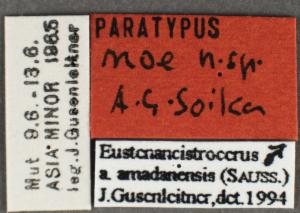 Mut 9.6.-13.6.
ASIA MINOR 1965
leg. J. Gusenleitner
PARATYPUS
noe n.sp.
A.G. Soika
Eustenancistrocerus ♂
a. amadanensis (SAUSS.)
J. Gusenleitner, det. 1994